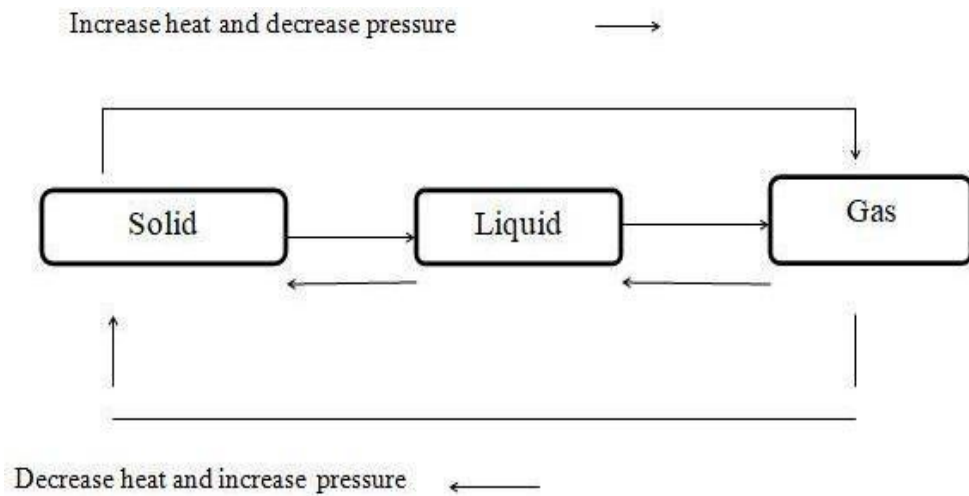 Increase heat and decrease pressure
Solid
Liquid
Gas
Decrease heat and increase pressure